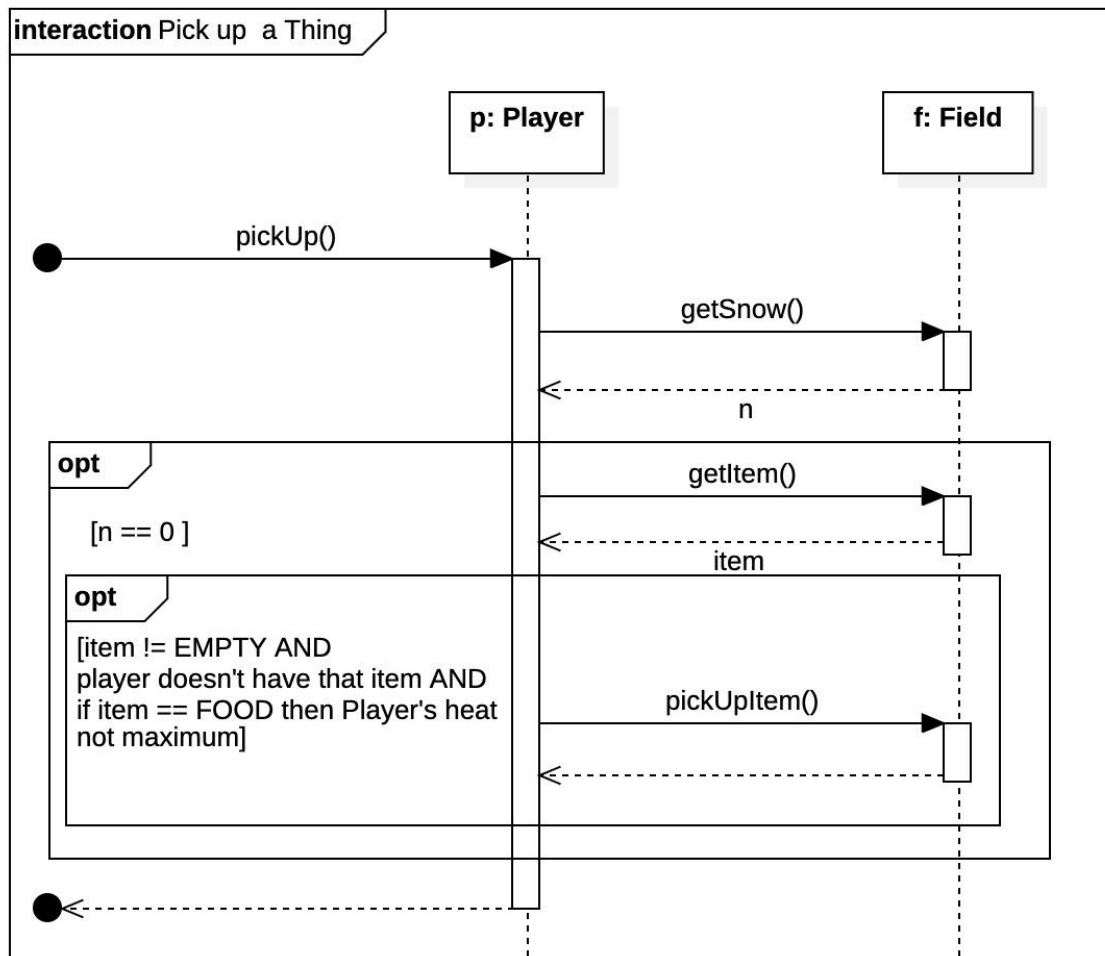 interaction Pick up  a Thing
p: Player
f: Field
pickUp()
getSnow()
n
opt
getItem()
[n == 0 ]
item
opt
[item != EMPTY AND
player doesn't have that item AND
if item == FOOD then Player's heat
not maximum]
pickUpItem()